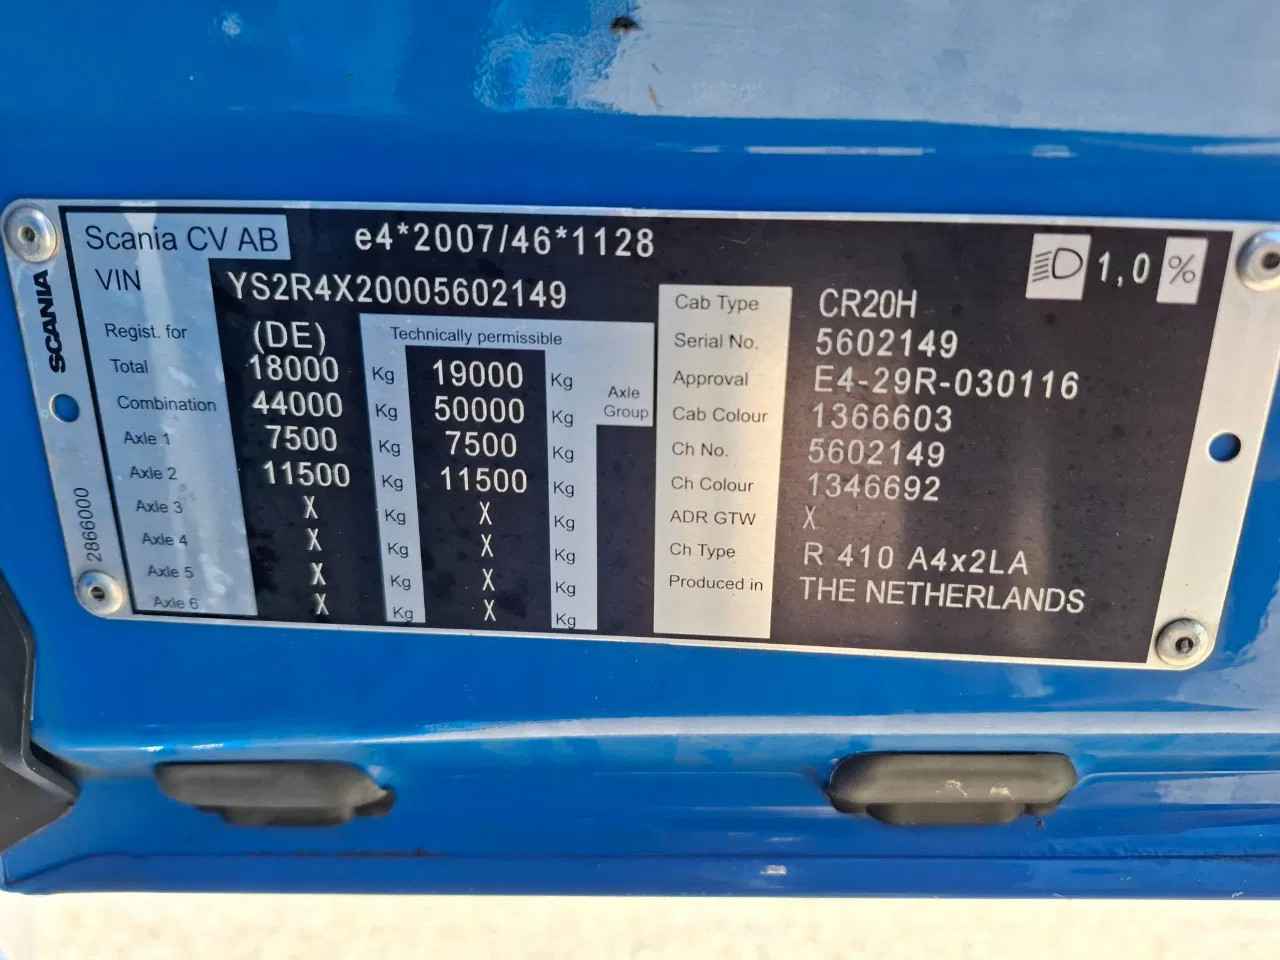 Scania CV AB e4*2007/46*1128 1,0 %
VIN YS2R4X20005602149
SCANIA
2866000
Regist. for (DE) Technically permissible
Total 18000 Kg 19000 Kg Axle Group
Combination 44000 Kg 50000 Kg
Axle 1 7500 Kg 7500 Kg
Axle 2 11500 Kg 11500 Kg
Axle 3 X Kg X Kg
Axle 4 X Kg X Kg
Axle 5 X Kg X Kg
Axle 6 X Kg X Kg
Cab Type CR20H
Serial No. 5602149
Approval E4-29R-030116
Cab Colour 1366603
Ch No. 5602149
Ch Colour 1346692
ADR GTW X
Ch Type R 410 A4x2LA
Produced in THE NETHERLANDS